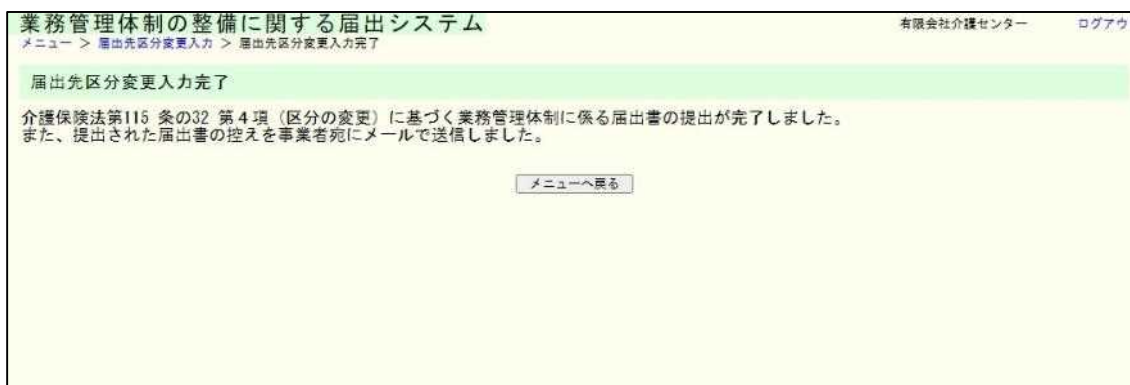 業務管理体制の整備に関する届出システム
有限会社介護センター ログアウ
メニュー > 届出先区分変更入力 > 届出先区分変更入力完了
届出先区分変更入力完了
介護保険法第115 条の32 第４項（区分の変更）に基づく業務管理体制に係る届出書の提出が完了しました。
また、提出された届出書の控えを事業者宛にメールで送信しました。
メニューへ戻る